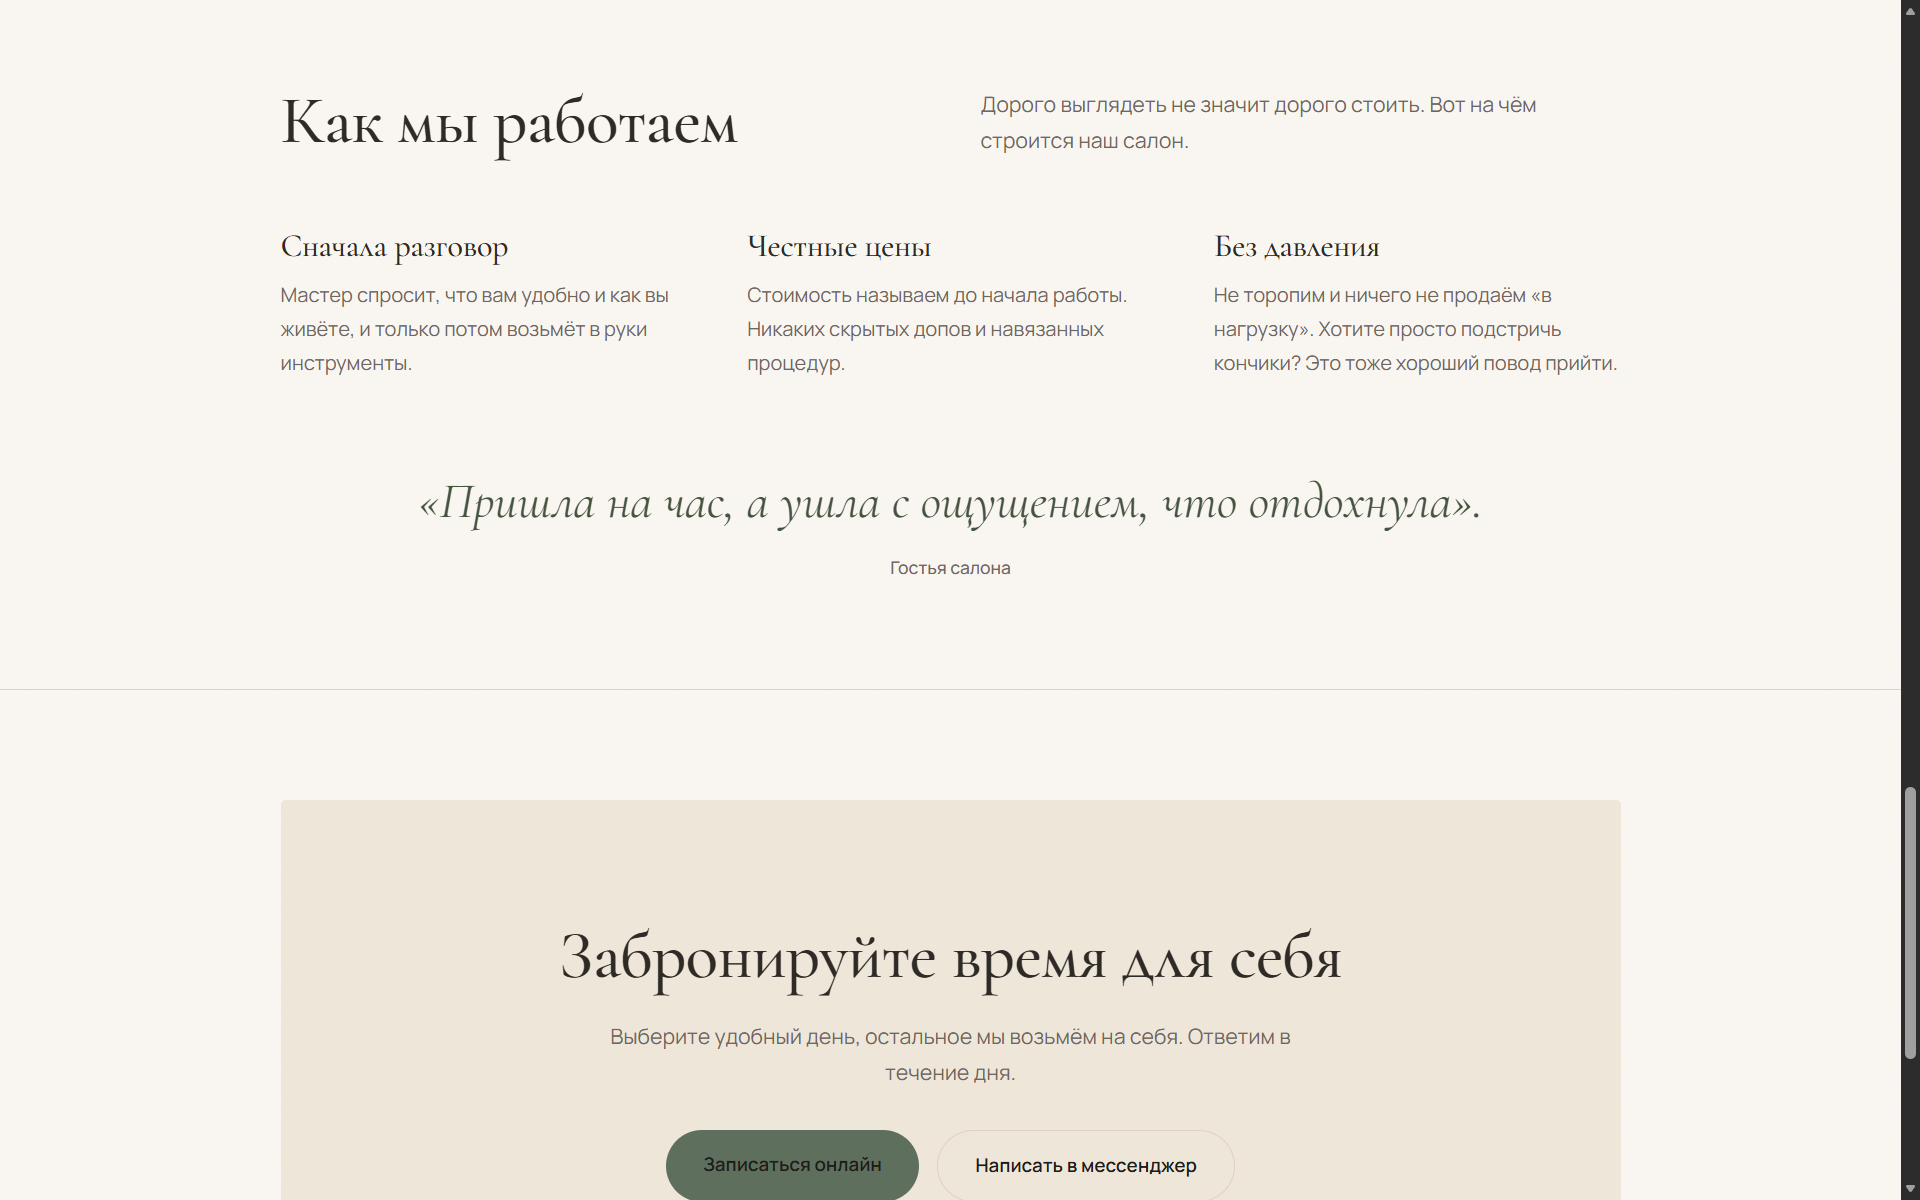 Как мы работаем
Дорого выглядеть не значит дорого стоить. Вот на чём
строится наш салон.
Сначала разговор
Мастер спросит, что вам удобно и как вы
живёте, и только потом возьмёт в руки
инструменты.
Честные цены
Стоимость называем до начала работы.
Никаких скрытых допов и навязанных
процедур.
Без давления
Не торопим и ничего не продаём «в
нагрузку». Хотите просто подстричь
кончики? Это тоже хороший повод прийти.
«Пришла на час, а ушла с ощущением, что отдохнула».
Гостья салона
Забронируйте время для себя
Выберите удобный день, остальное мы возьмём на себя. Ответим в
течение дня.
Записаться онлайн
Написать в мессенджер